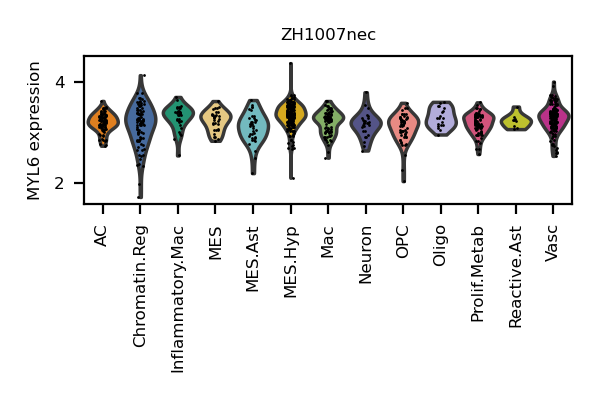 ZH1007nec
MYL6 expression
4
2
AC
Chromatin.Reg
Inflammatory.Mac
MES
MES.Ast
MES.Hyp
Mac
Neuron
OPC
Oligo
Prolif.Metab
Reactive.Ast
Vasc